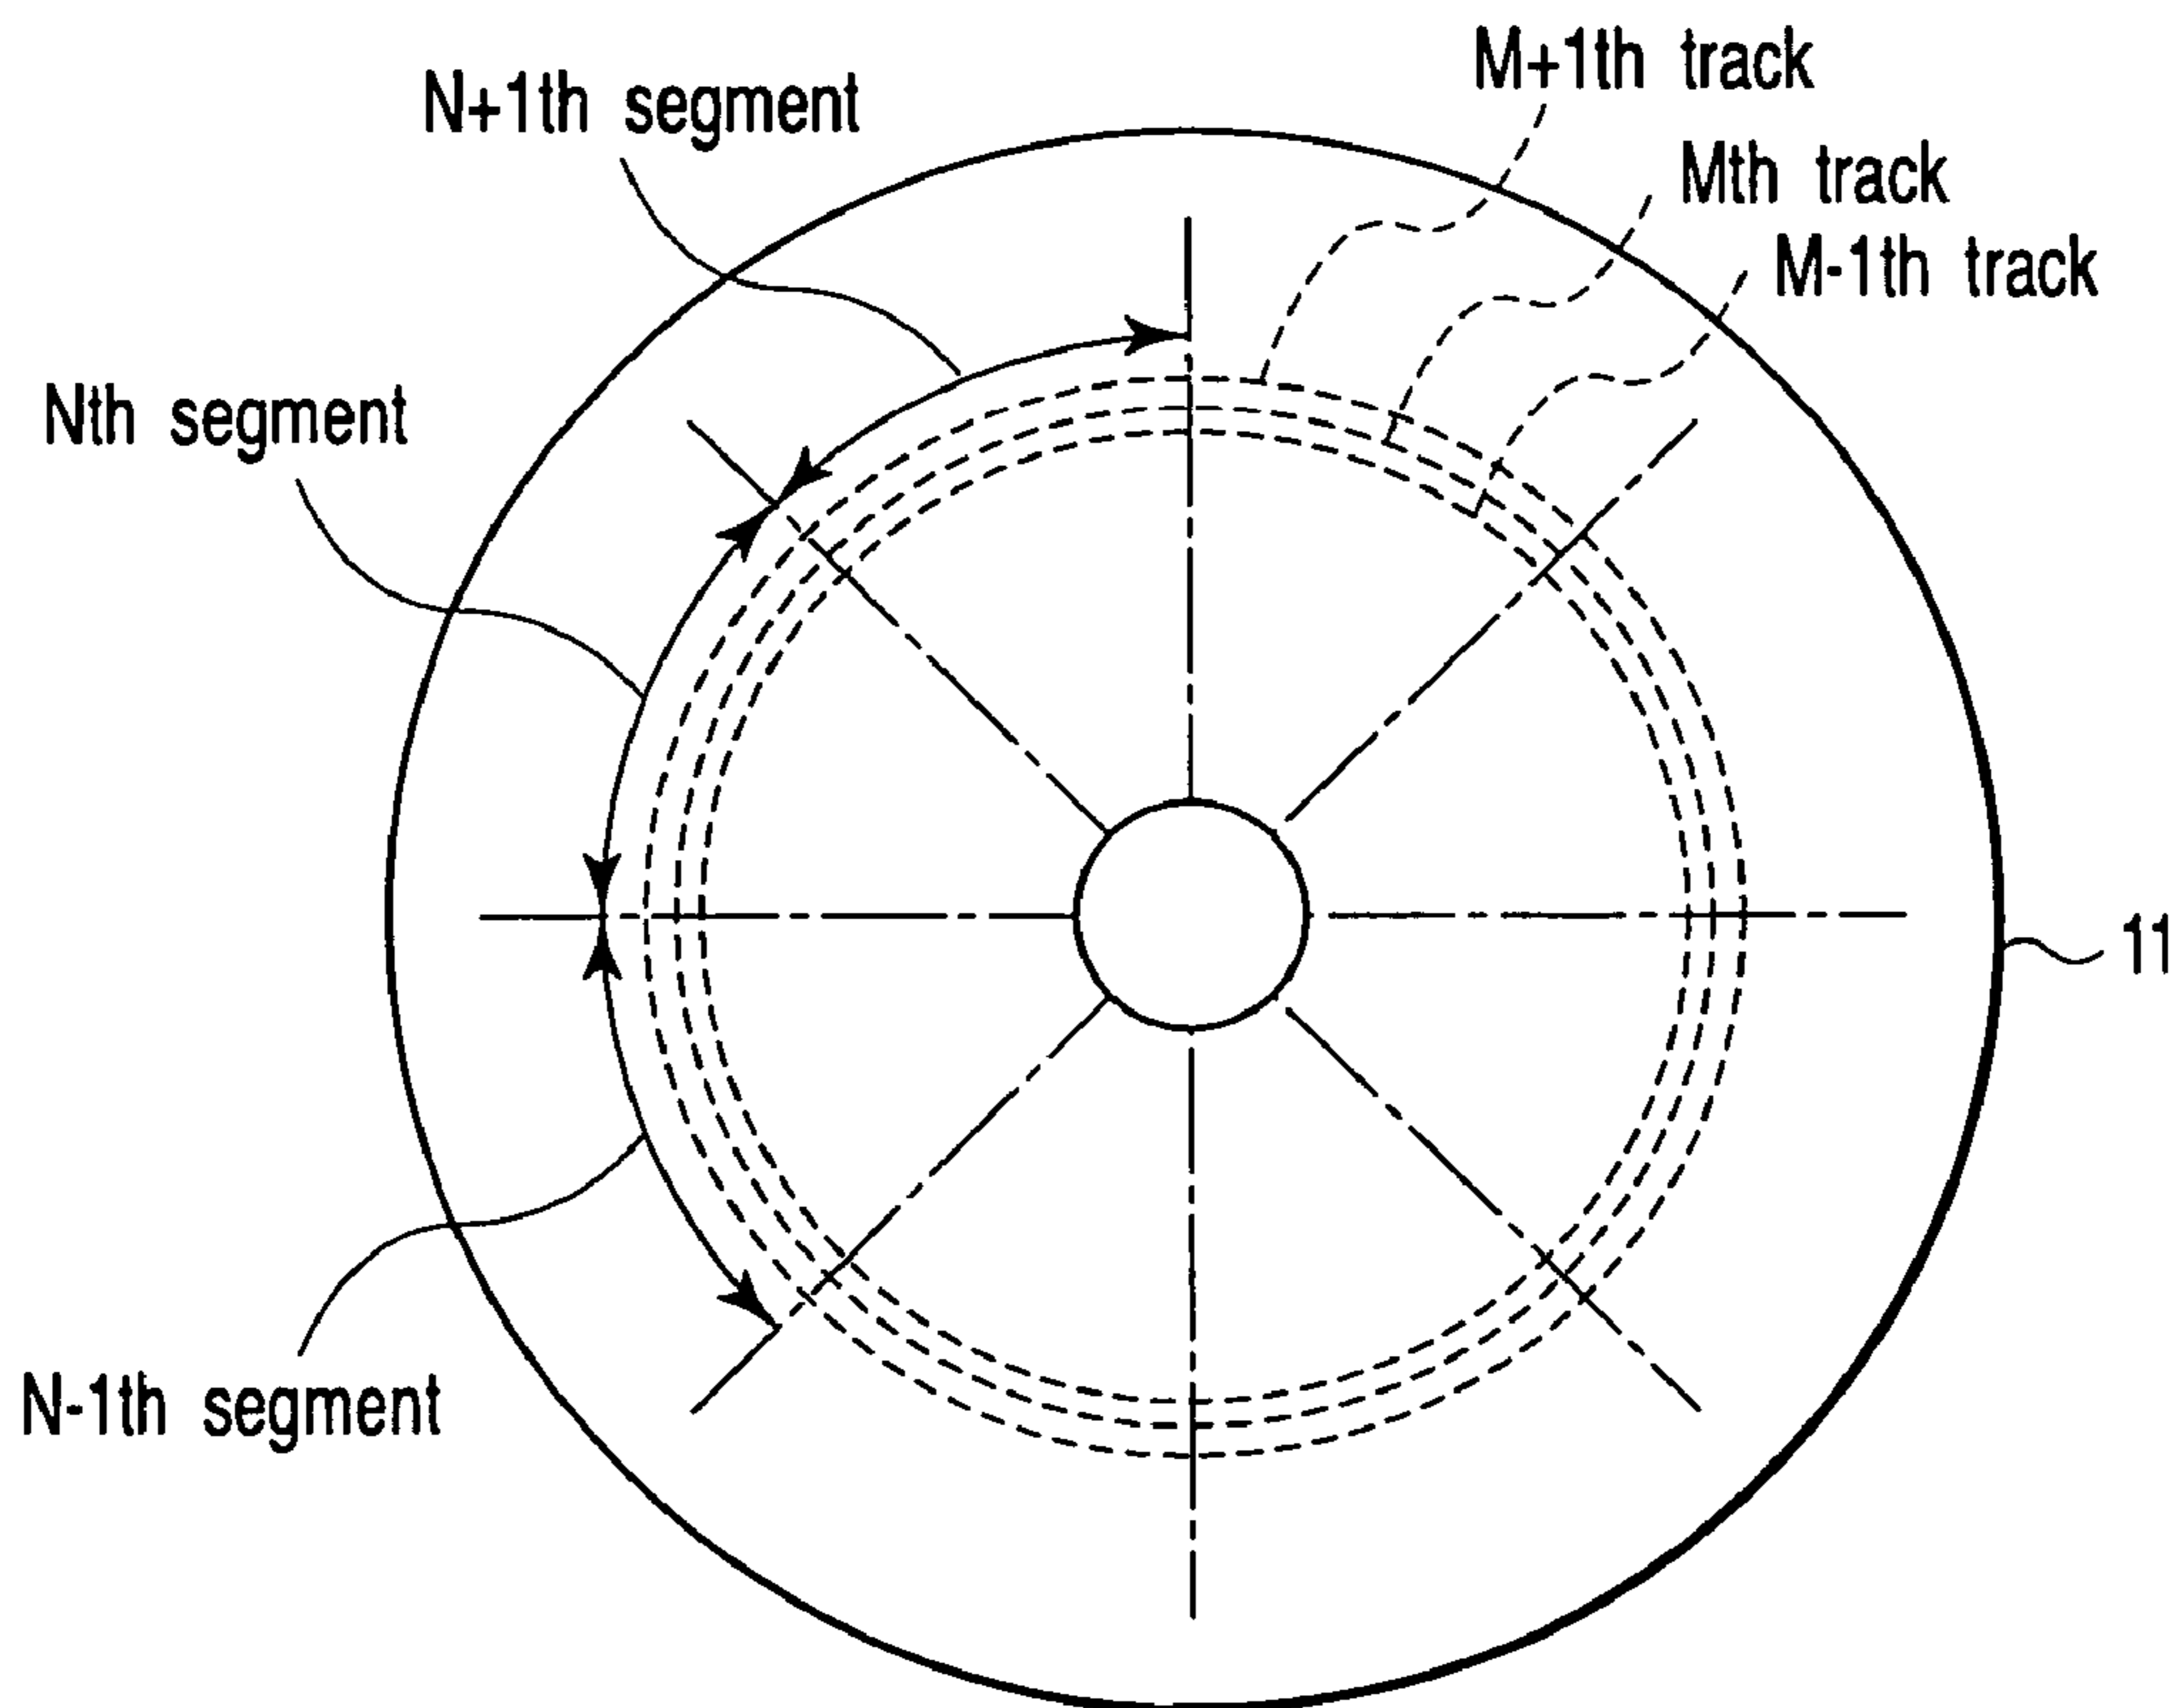 M+1th track
N+1th segment
Mth track
M-1th track
Nth segment
11
N-1th segment